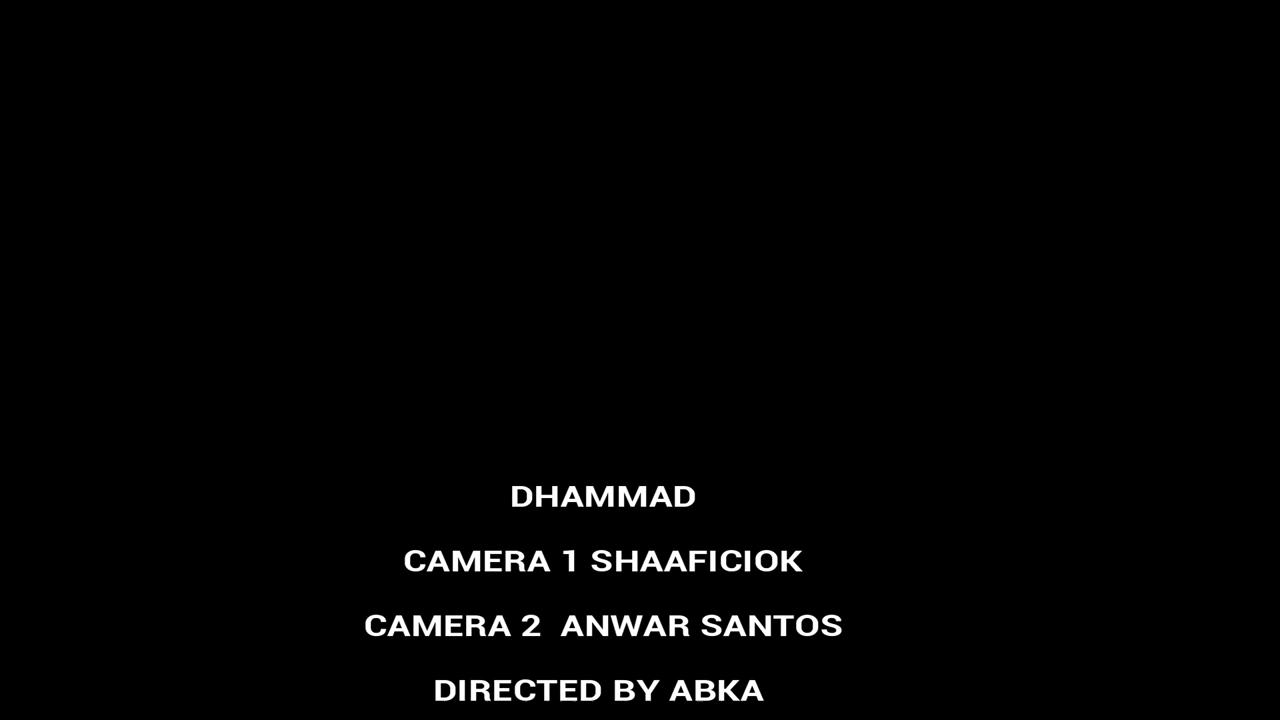 DHAMMAD
CAMERA 1 SHAAFICIOK
CAMERA 2  ANWAR SANTOS
DIRECTED BY ABKA